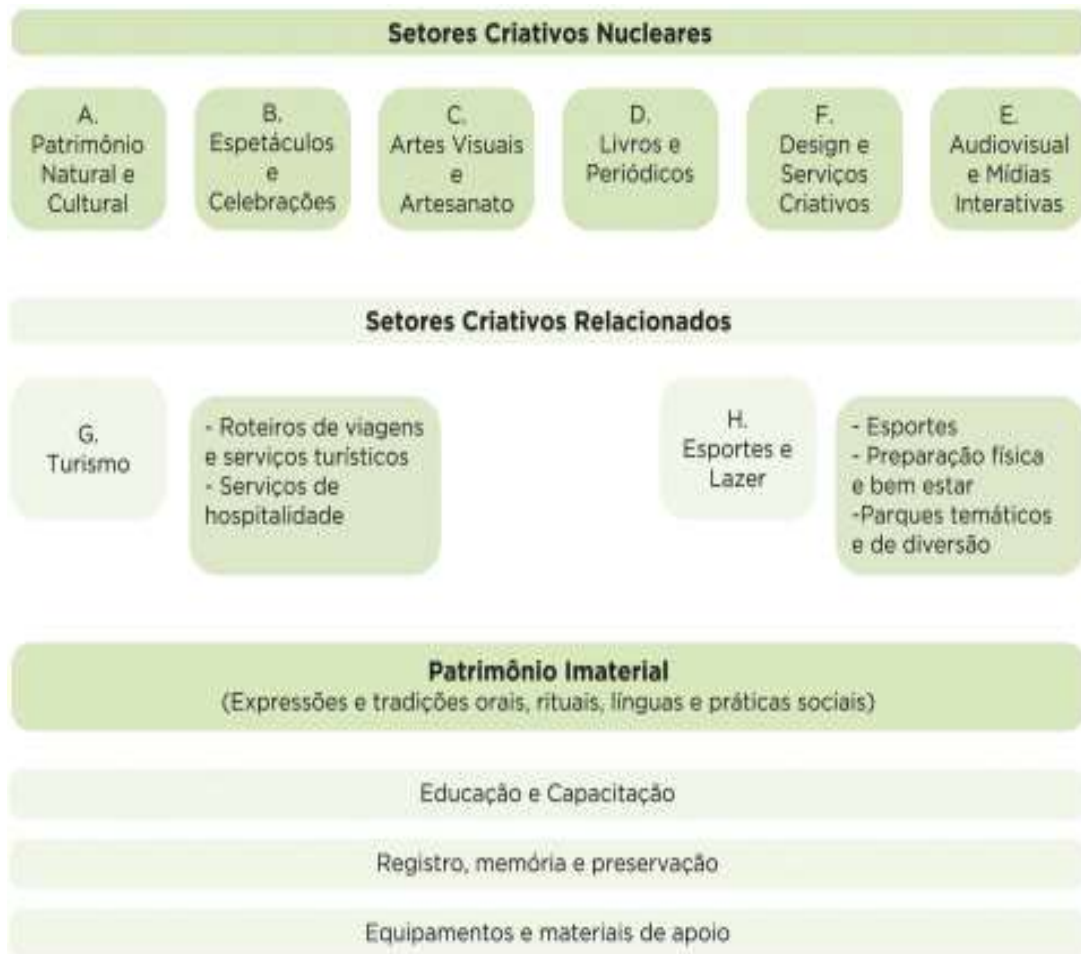 Setores Criativos Nucleares
A.
Patrimônio
Natural e
Cultural
B.
Espetáculos
e
Celebrações
C.
Artes Visuais
e
Artesanato
D.
Livros e
Periódicos
F.
Design e
Serviços
Criativos
E.
Audiovisual
e Mídias
Interativas
Setores Criativos Relacionados
G.
Turismo
- Roteiros de viagens
e serviços turísticos
- Serviços de
hospitalidade
H.
Esportes e
Lazer
- Esportes
- Preparação física
e bem estar
-Parques temáticos
e de diversão
Patrimônio Imaterial
(Expressões e tradições orais, rituais, línguas e práticas sociais)
Educação e Capacitação
Registro, memória e preservação
Equipamentos e materiais de apoio